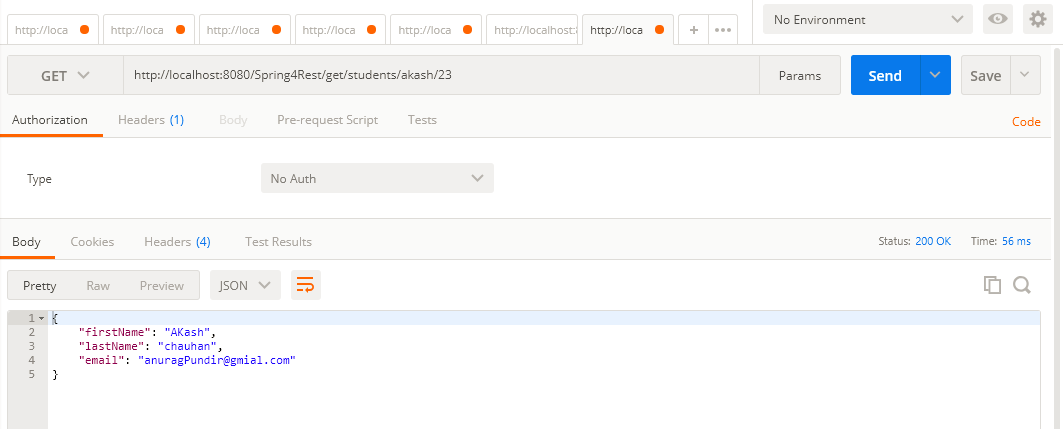 http://loca http://loca http://loca http://loca http://loca http://localhost:8 http://loca + ••• No Environment
GET http://localhost:8080/Spring4Rest/get/students/akash/23 Params Send Save
Authorization Headers (1) Body Pre-request Script Tests Code
Type No Auth
Body Cookies Headers (4) Test Results Status: 200 OK Time: 56 ms
Pretty Raw Preview JSON
1 {
2 "firstName": "AKash",
3 "lastName": "chauhan",
4 "email": "anuragPundir@gmial.com"
5 }